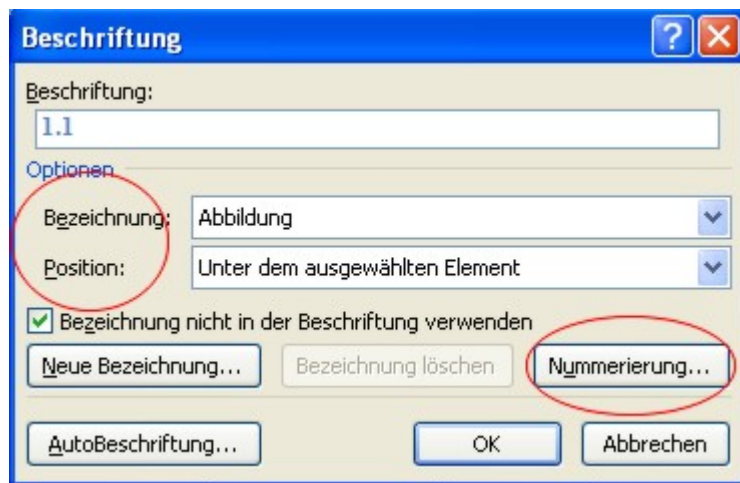 Beschriftung
Beschriftung:
1.1
Optionen
Bezeichnung: Abbildung
Position: Unter dem ausgewählten Element
Bezeichnung nicht in der Beschriftung verwenden
Neue Bezeichnung... Bezeichnung löschen Nummerierung...
AutoBeschriftung... OK Abbrechen